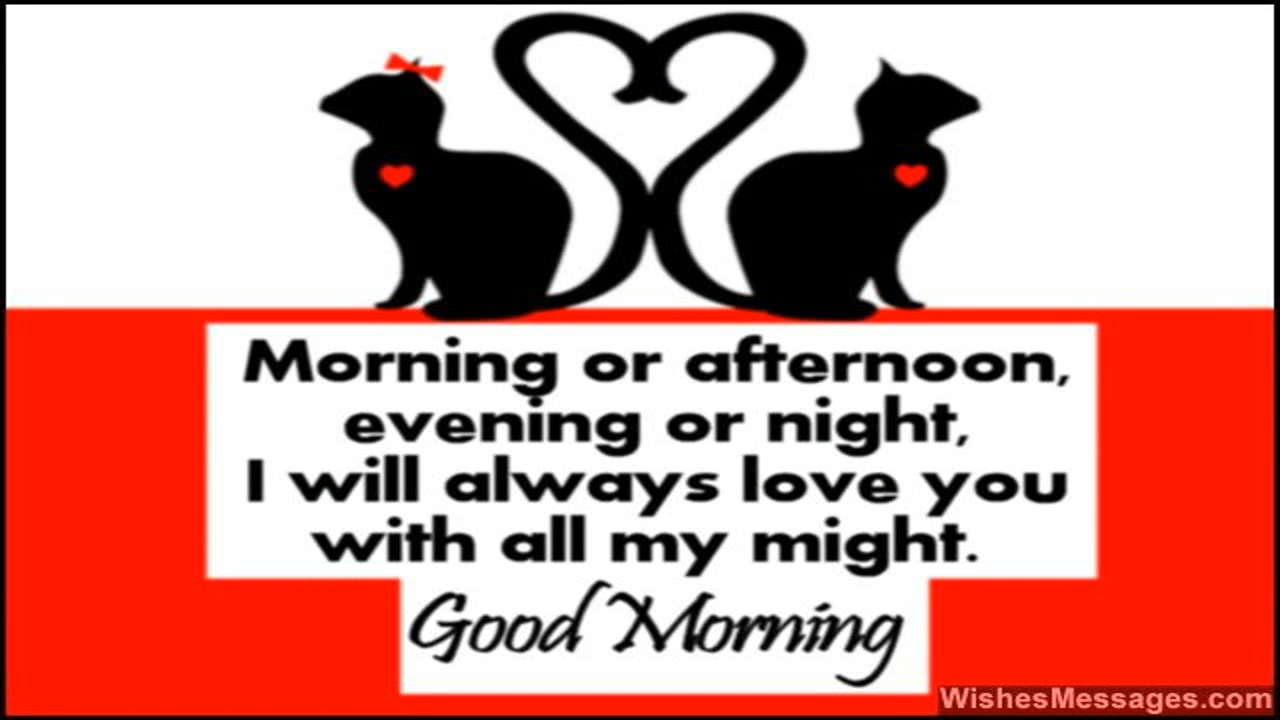 Morning or afternoon,
evening or night,
I will always love you
with all my might.
Good Morning
WishesMessages.com